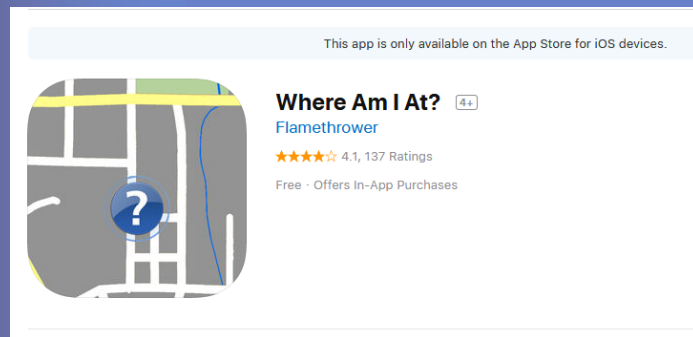 This app is only available on the App Store for iOS devices.
Where Am I At? 4+
Flamethrower
4.1, 137 Ratings
Free · Offers In-App Purchases
?